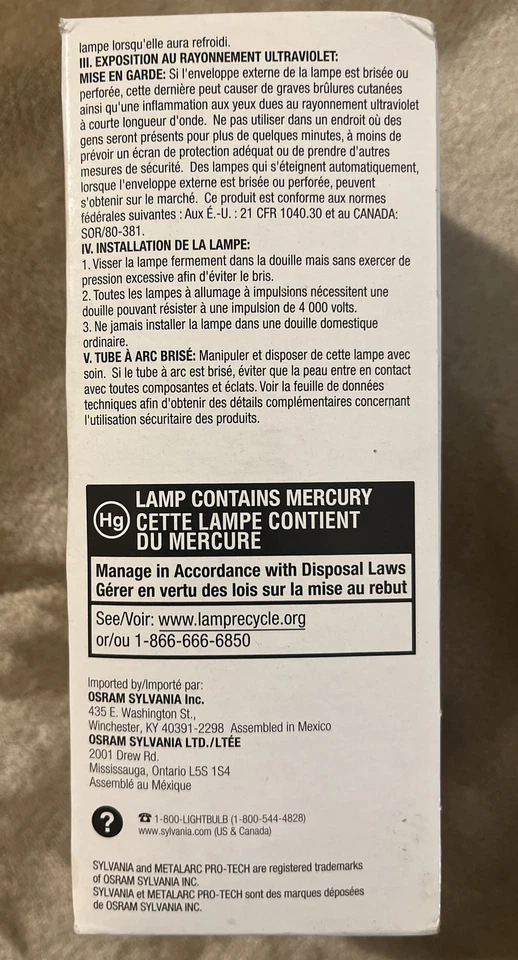 lampe lorsqu'elle aura refroidi.
III. EXPOSITION AU RAYONNEMENT ULTRAVIOLET:
MISE EN GARDE: Si l'enveloppe externe de la lampe est brisée ou
perforée, cette dernière peut causer de graves brûlures cutanées
ainsi qu'une inflammation aux yeux dues au rayonnement ultraviolet
à courte longueur d'onde. Ne pas utiliser dans un endroit où des
gens seront présents pour plus de quelques minutes, à moins de
prévoir un écran de protection adéquat ou de prendre d'autres
mesures de sécurité. Des lampes qui s'éteignent automatiquement,
lorsque l'enveloppe externe est brisée ou perforée, peuvent
s'obtenir sur le marché. Ce produit est conforme aux normes
fédérales suivantes : Aux É.-U. : 21 CFR 1040.30 et au CANADA:
SOR/80-381.
IV. INSTALLATION DE LA LAMPE:
1. Visser la lampe fermement dans la douille mais sans exercer de
pression excessive afin d'éviter le bris.
2. Toutes les lampes à allumage à impulsions nécessitent une
douille pouvant résister à une impulsion de 4 000 volts.
3. Ne jamais installer la lampe dans une douille domestique
ordinaire.
V. TUBE À ARC BRISÉ: Manipuler et disposer de cette lampe avec
soin. Si le tube à arc est brisé, éviter que la peau entre en contact
avec toutes composantes et éclats. Voir la feuille de données
techniques afin d'obtenir des détails complémentaires concernant
l'utilisation sécuritaire des produits.
Hg
LAMP CONTAINS MERCURY
CETTE LAMPE CONTIENT
DU MERCURE
Manage in Accordance with Disposal Laws
Gérer en vertu des lois sur la mise au rebut
See/Voir: www.lamprecycle.org
or/ou 1-866-666-6850
Imported by/Importé par:
OSRAM SYLVANIA Inc.
435 E. Washington St.,
Winchester, KY 40391-2298 Assembled in Mexico
OSRAM SYLVANIA LTD./LTÉE
2001 Drew Rd.
Mississauga, Ontario L5S 1S4
Assemblé au Méxique
?
☎ 1-800-LIGHTBULB (1-800-544-4828)
www.sylvania.com (US & Canada)
SYLVANIA and METALARC PRO-TECH are registered trademarks
of OSRAM SYLVANIA INC.
SYLVANIA et METALARC PRO-TECH sont des marques déposées
de OSRAM SYLVANIA INC.